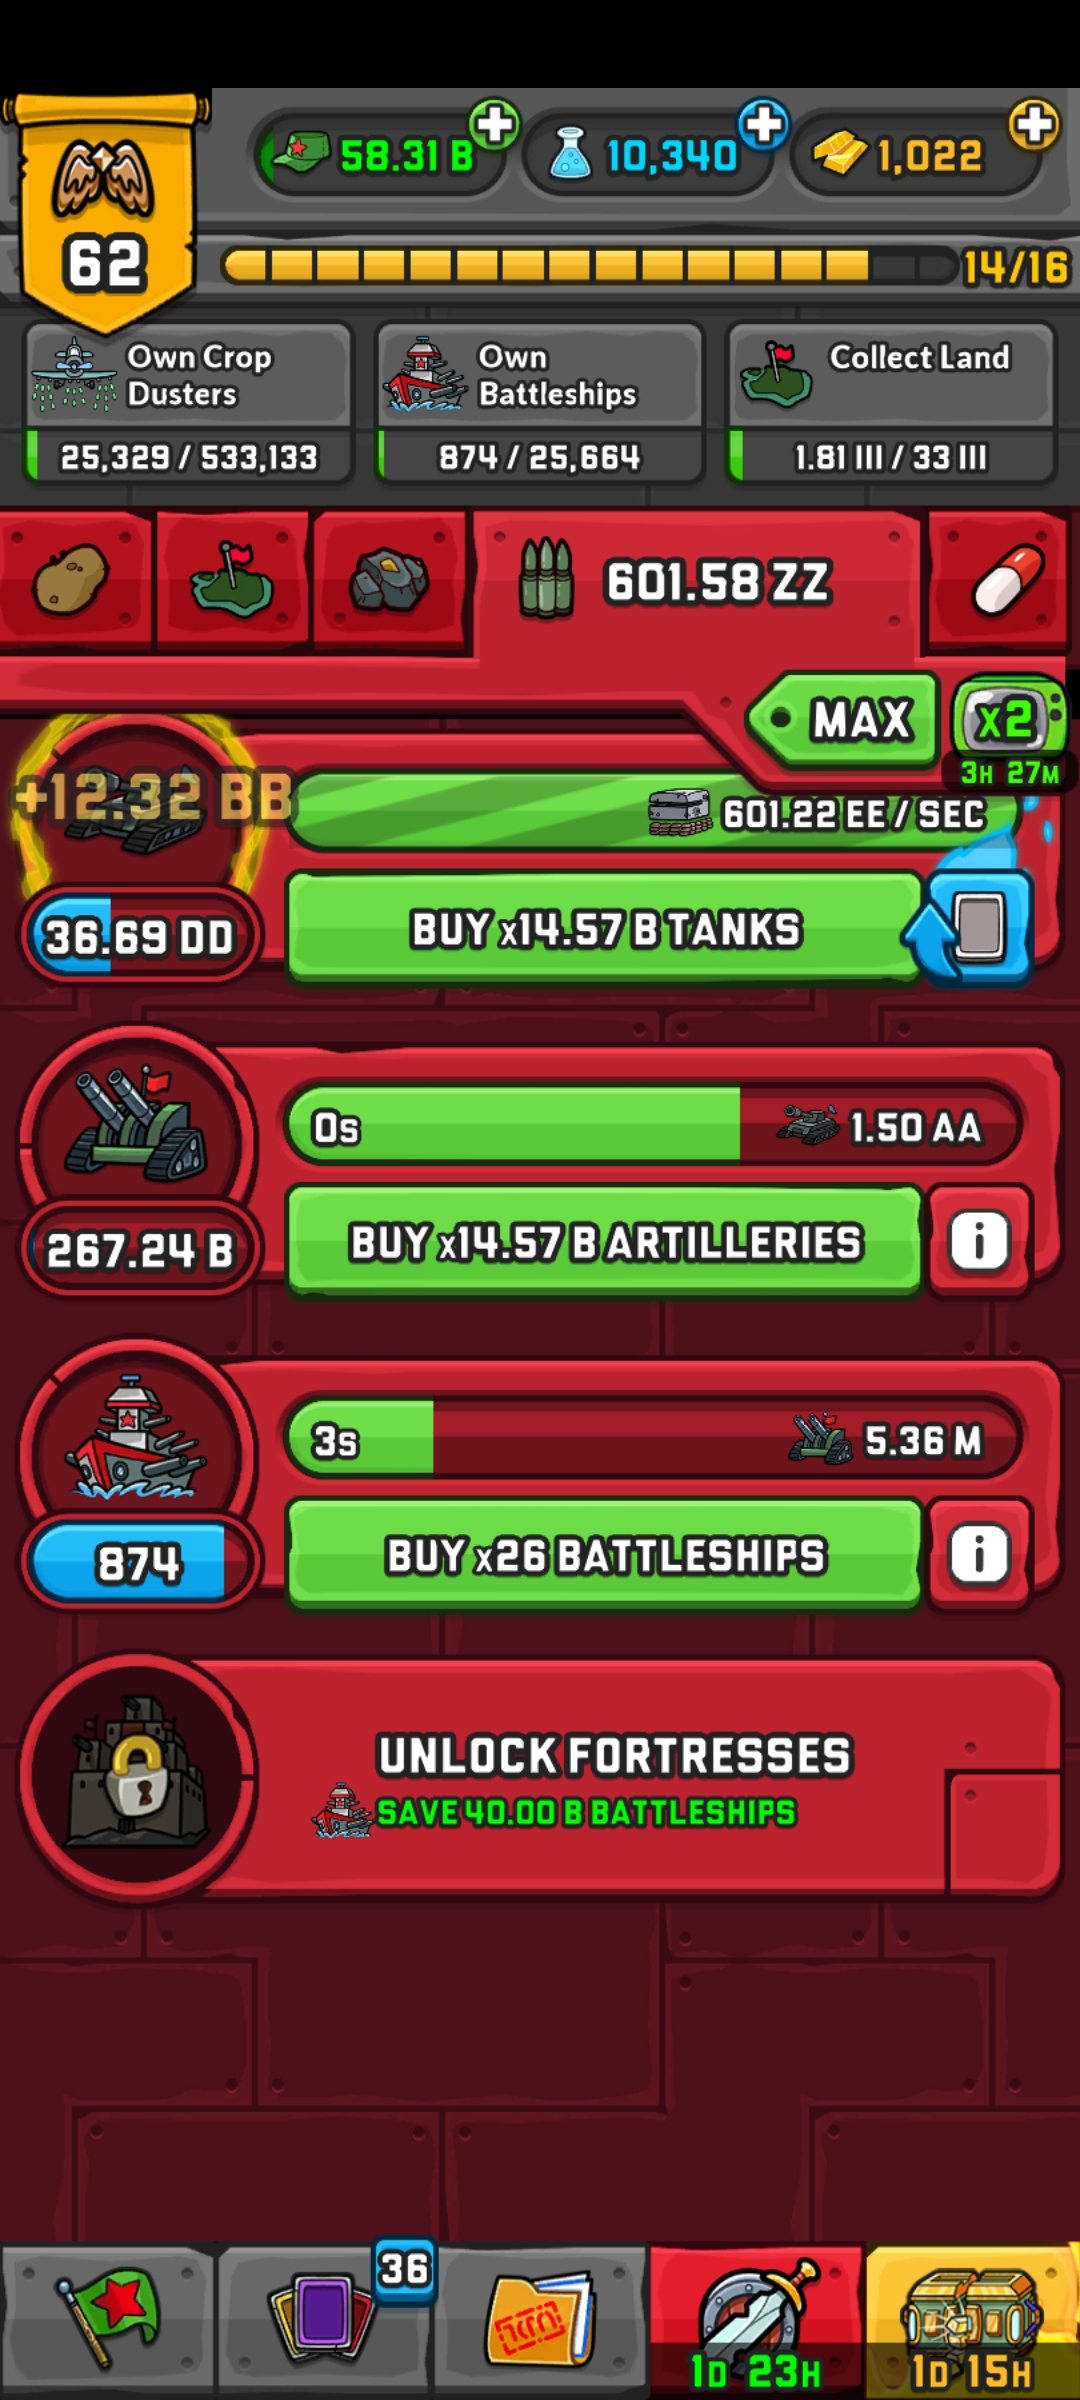 58.31 B
10,340
1,022
62
14/16
Own Crop
Dusters
25,329 / 533,133
Own
Battleships
874 / 25,664
Collect Land
1.81 III / 33 III
601.58 ZZ
MAX
x2
3H 27M
+12.32 BB
601.22 EE / SEC
36.69 DD
BUY x14.57 B TANKS
0s
1.50 AA
267.24 B
BUY x14.57 B ARTILLERIES
i
3s
5.36 M
874
BUY x26 BATTLESHIPS
i
UNLOCK FORTRESSES
SAVE 40.00 B BATTLESHIPS
36
1D 23H
1D 15H